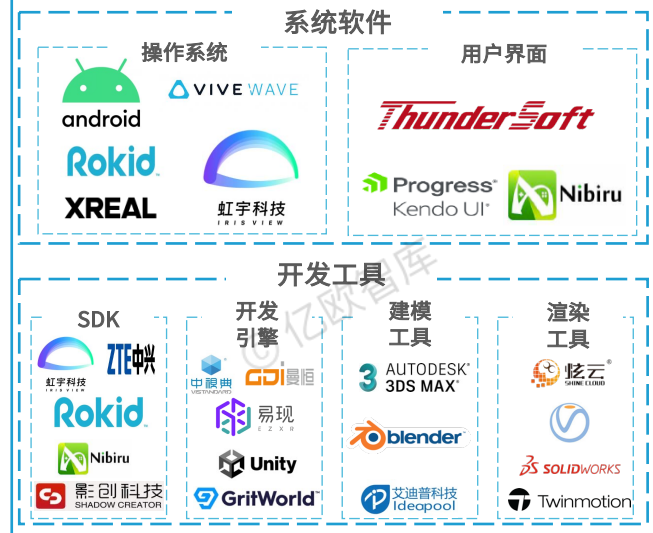 系统软件
操作系统
用户界面
android
VIVE WAVE
Rokid
XREAL
虹宇科技
IRIS VIEW
ThunderSoft
Progress®
Kendo UI®
Nibiru
开发工具
SDK
虹宇科技
IRIS VIEW
ZTE中兴
Rokid
Nibiru
影创科技
SHADOW CREATOR
开发
引擎
中视典
VISTANDARD
GDI曼恒
易现
EZXR
Unity
GritWorld™
建模
工具
3
AUTODESK®
3DS MAX®
blender
艾迪普科技
Ideapool
渲染
工具
炫云
SHINE CLOUD
SOLIDWORKS
Twinmotion
©亿欧智库